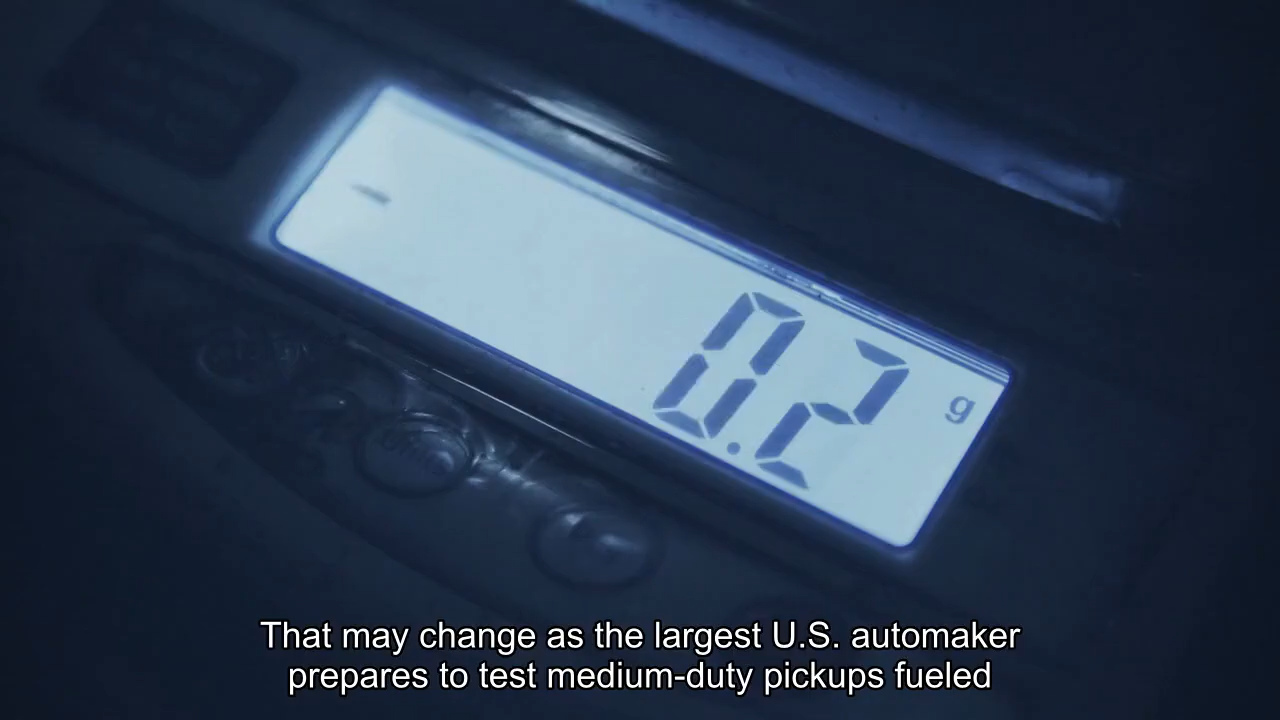 - 0.2 g
That may change as the largest U.S. automaker
prepares to test medium-duty pickups fueled